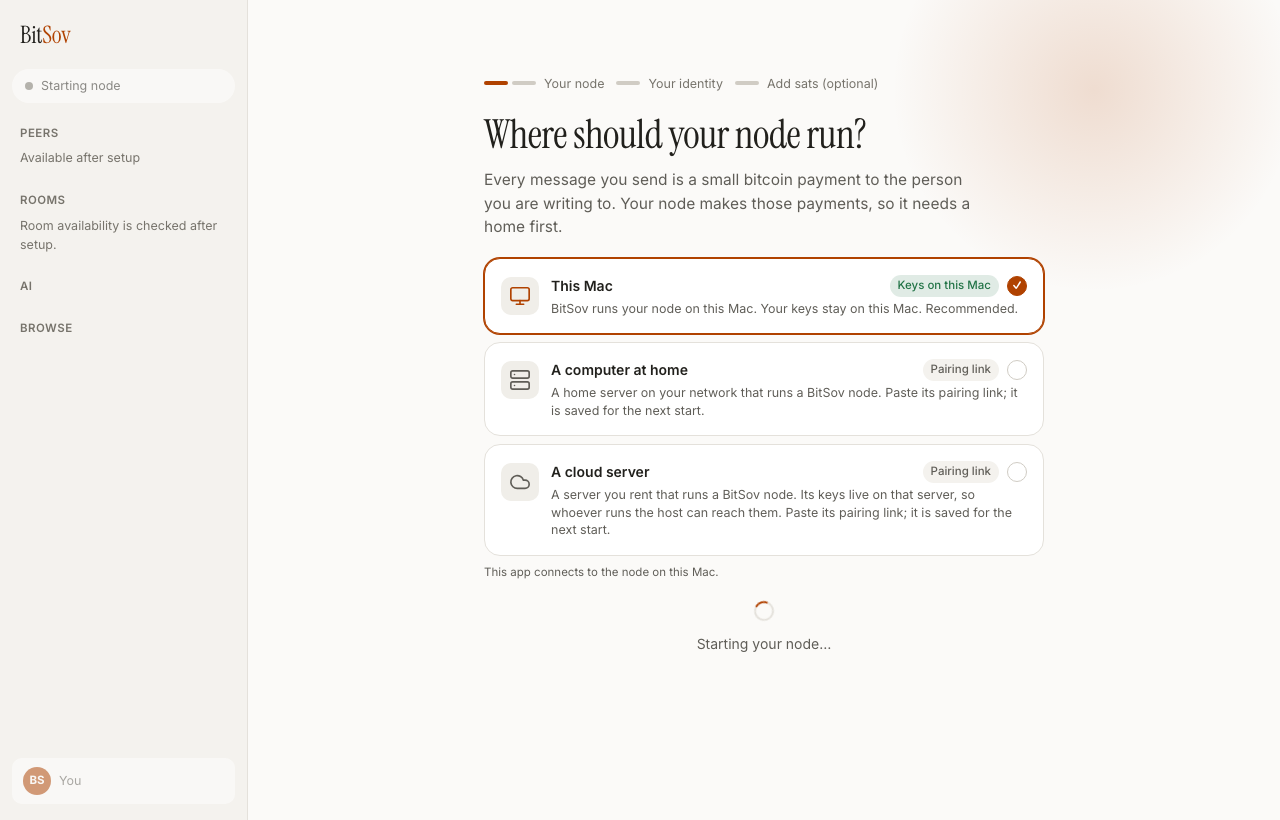 BitSov
Starting node
PEERS
Available after setup
ROOMS
Room availability is checked after
setup.
AI
BROWSE
BS You
Your node Your identity Add sats (optional)
Where should your node run?
Every message you send is a small bitcoin payment to the person
you are writing to. Your node makes those payments, so it needs a
home first.
This Mac Keys on this Mac
BitSov runs your node on this Mac. Your keys stay on this Mac. Recommended.
A computer at home Pairing link
A home server on your network that runs a BitSov node. Paste its pairing link; it
is saved for the next start.
A cloud server Pairing link
A server you rent that runs a BitSov node. Its keys live on that server, so
whoever runs the host can reach them. Paste its pairing link; it is saved for the
next start.
This app connects to the node on this Mac.
Starting your node...